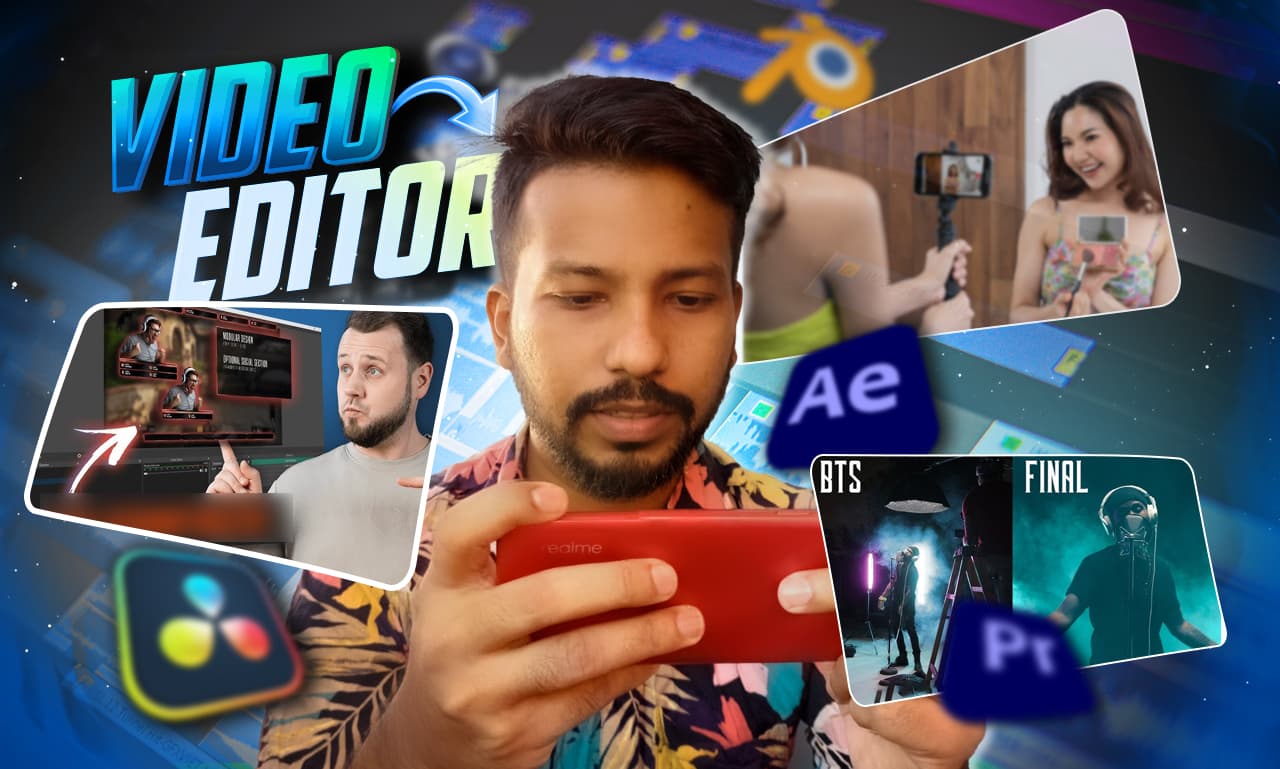 VIDEO
EDITOR
MODULAR DESIGN
OPTIONAL SOCIAL SECTION
Ae
BTS
FINAL
realme
Pr